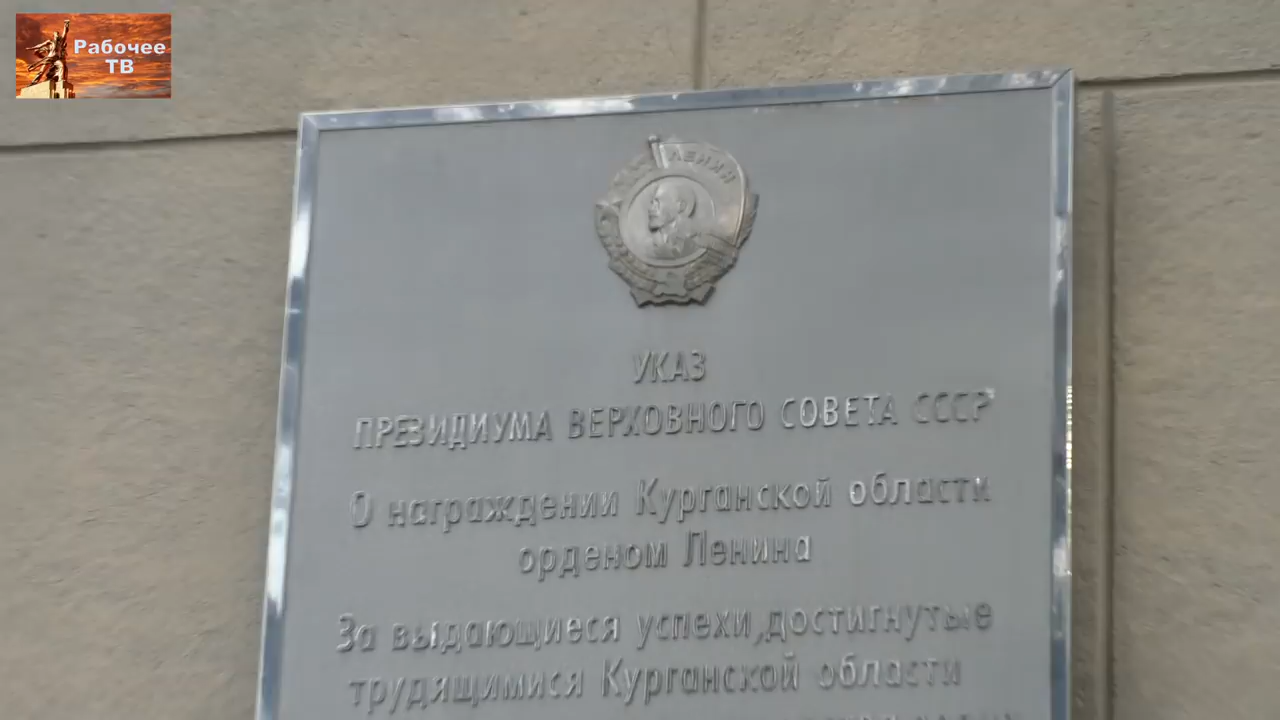 Рабочее
ТВ
ЛЕНИН
УКАЗ
ПРЕЗИДИУМА ВЕРХОВНОГО СОВЕТА СССР
О награждении Курганской области
орденом Ленина
За выдающиеся успехи, достигнутые
трудящимися Курганской области